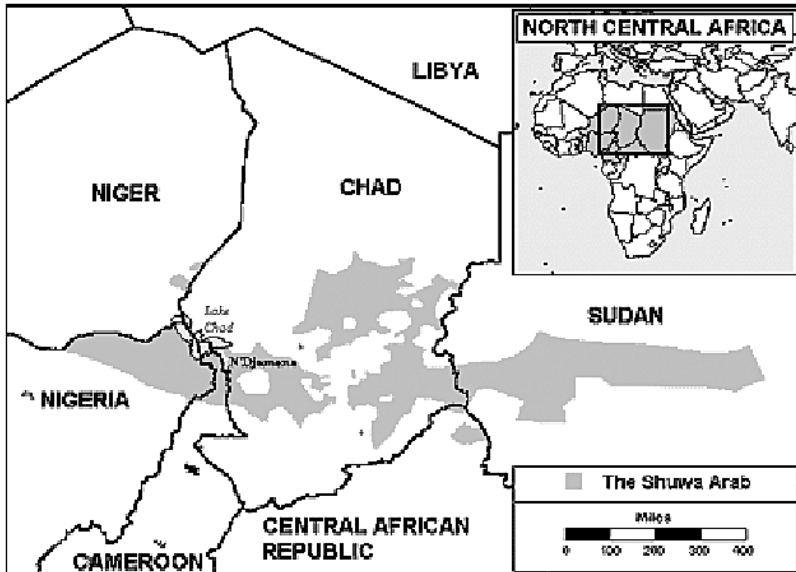 NORTH CENTRAL AFRICA
LIBYA
NIGER
CHAD
Lake
Chad
SUDAN
N'Djamena
NIGERIA
The Shuwa Arab
Miles
0 100 200 300 400
CENTRAL AFRICAN
REPUBLIC
CAMEROON